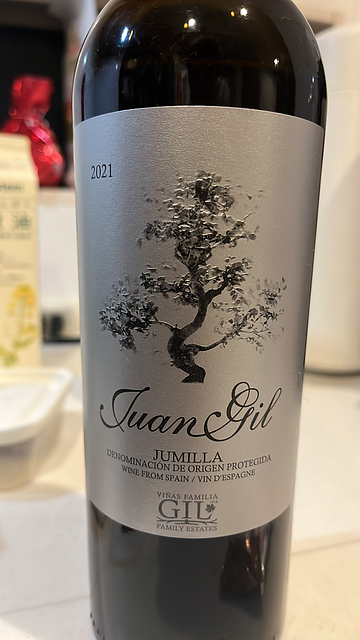 2021
Juan Gil
JUMILLA
DENOMINACIÓN DE ORIGEN PROTEGIDA
WINE FROM SPAIN / VIN D'ESPAGNE
VIÑAS FAMILIA
GIL
FAMILY ESTATES